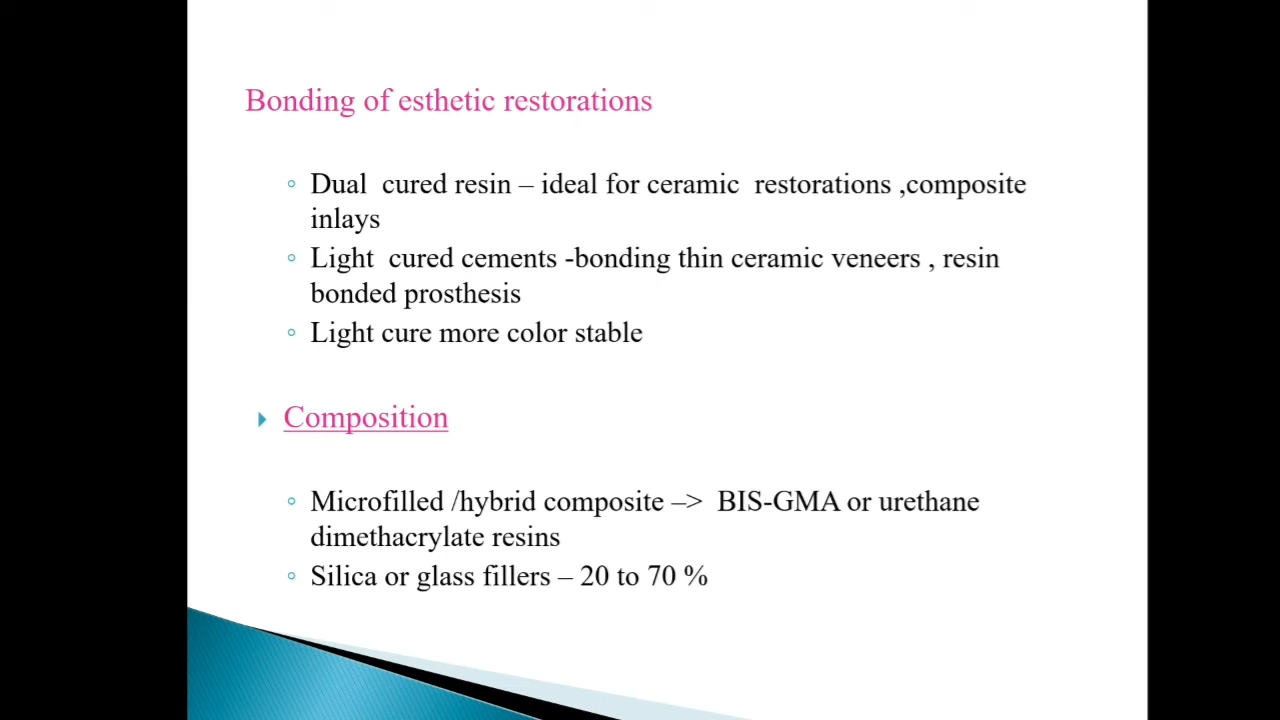 Bonding of esthetic restorations
Dual cured resin – ideal for ceramic restorations ,composite
inlays
Light cured cements -bonding thin ceramic veneers , resin
bonded prosthesis
Light cure more color stable
Composition
Microfilled /hybrid composite –> BIS-GMA or urethane
dimethacrylate resins
Silica or glass fillers – 20 to 70 %